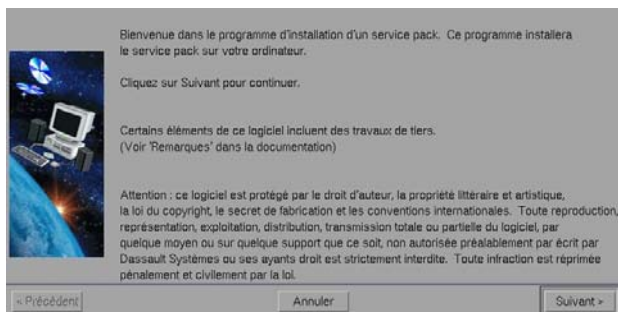 Bienvenue dans le programme d'installation d'un service pack. Ce programme installera
le service pack sur votre ordinateur.
Cliquez sur Suivant pour continuer.
Certains éléments de ce logiciel incluent des travaux de tiers.
(Voir 'Remarques' dans la documentation)
Attention : ce logiciel est protégé par le droit d'auteur, la propriété littéraire et artistique,
la loi du copyright, le secret de fabrication et les conventions internationales. Toute reproduction,
représentation, exploitation, distribution, transmission totale ou partielle du logiciel, par
quelque moyen ou sur quelque support que ce soit, non autorisée préalablement par écrit par
Dassault Systèmes ou ses ayants droit est strictement interdite. Toute infraction est réprimée
pénalement et civilement par la loi.
< Précédent
Annuler
Suivant >